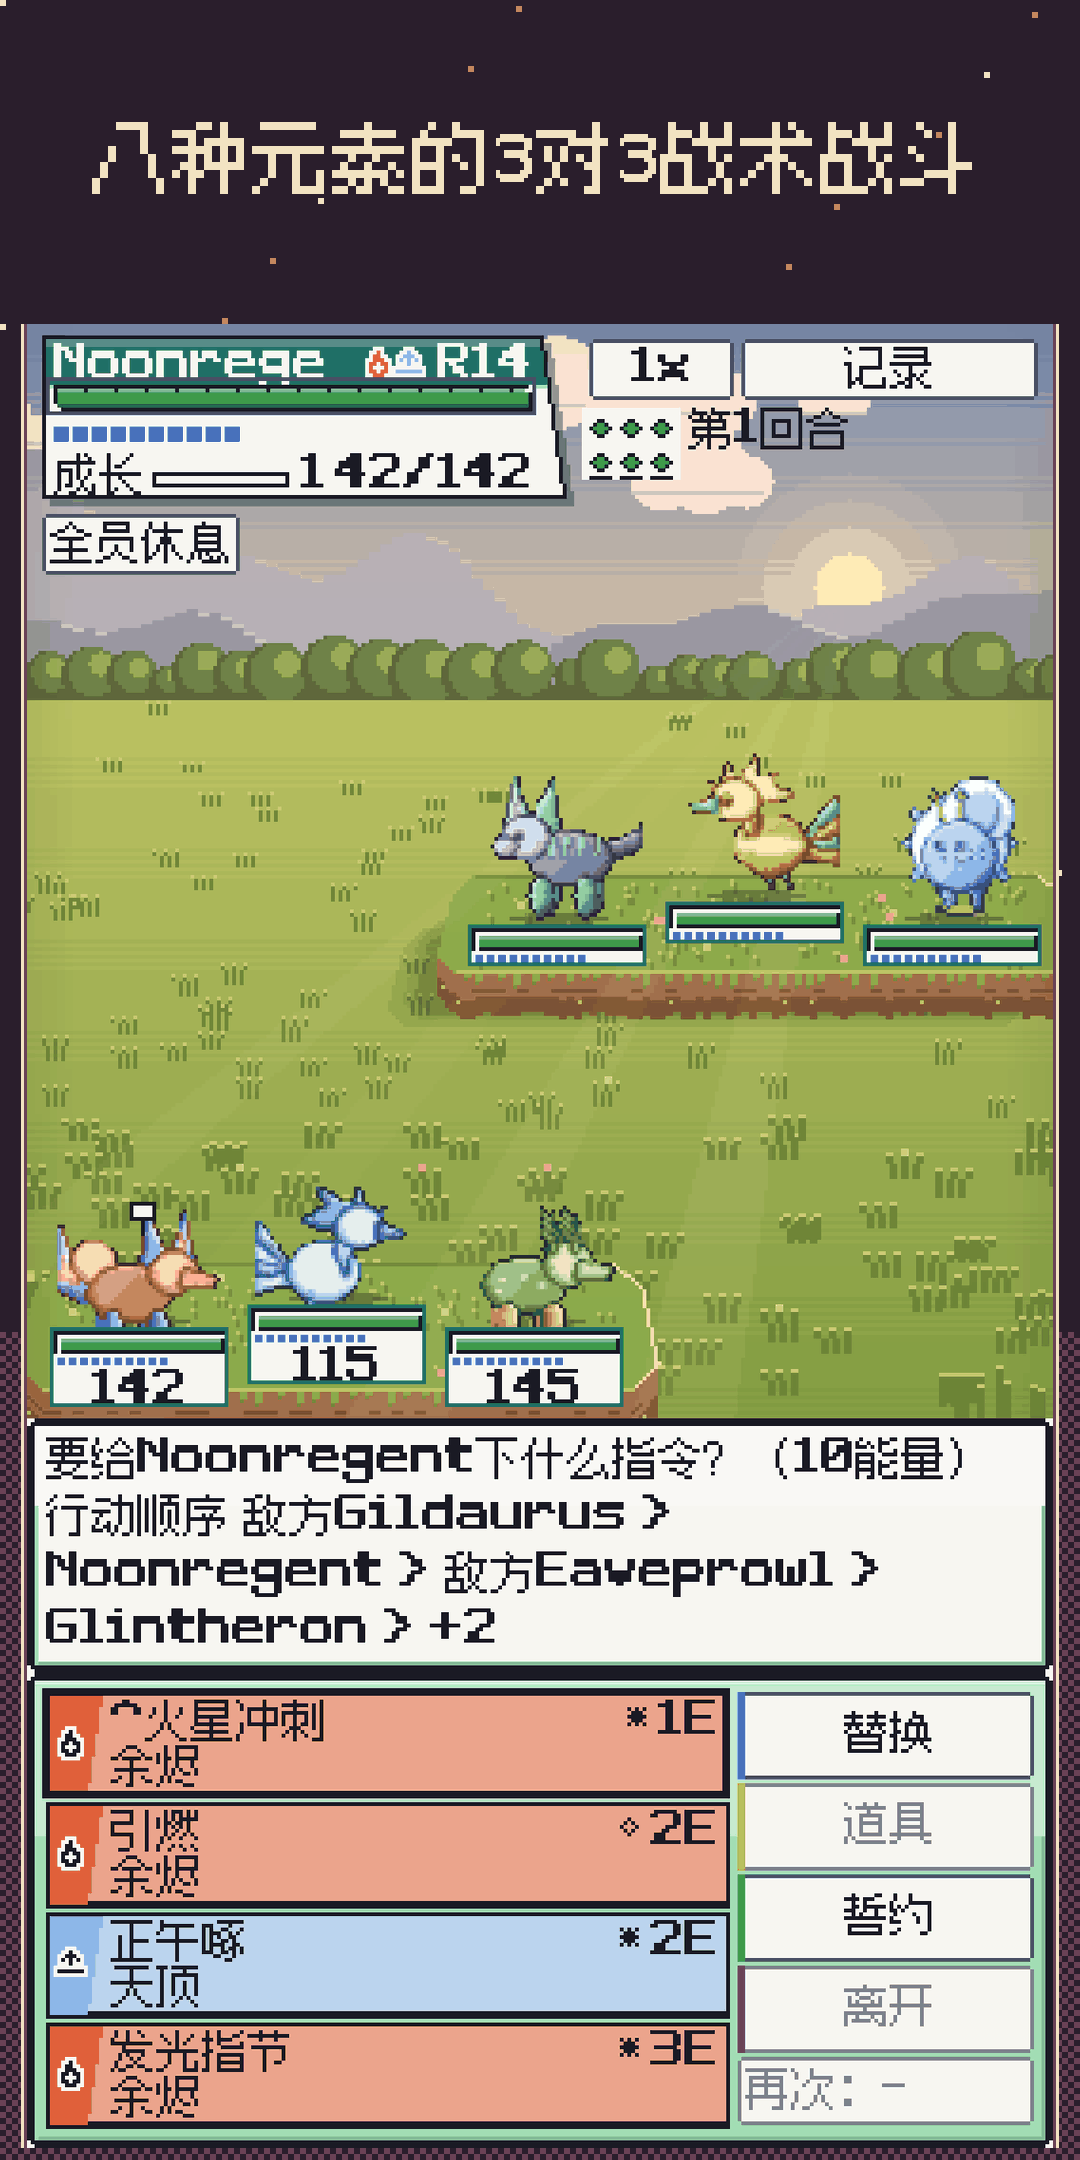 八种元素的3对3战术战斗
Noonrege R14
1x
记录
第1回合
成长 142/142
全员休息
142
115
145
要给Noonregent下什么指令？（10能量）
行动顺序 敌方Gildaurus >
Noonregent > 敌方Eaveprowl >
Glintheron > +2
火星冲刺 1E
余烬
引燃 2E
余烬
正午啄 2E
天顶
发光指节 3E
余烬
替换
道具
誓约
离开
再次：-